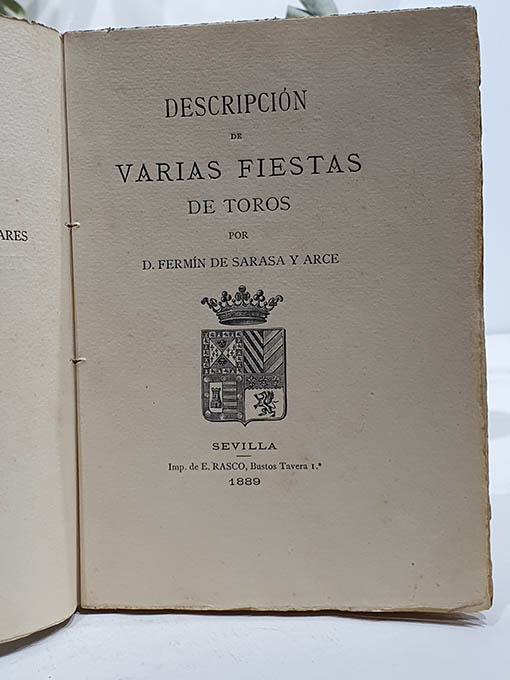 ARES
DESCRIPCIÓN
DE
VARIAS FIESTAS
DE TOROS
POR
D. FERMÍN DE SARASA Y ARCE
SEVILLA
Imp. de E. RASCO, Bustos Tavera 1.º
1889